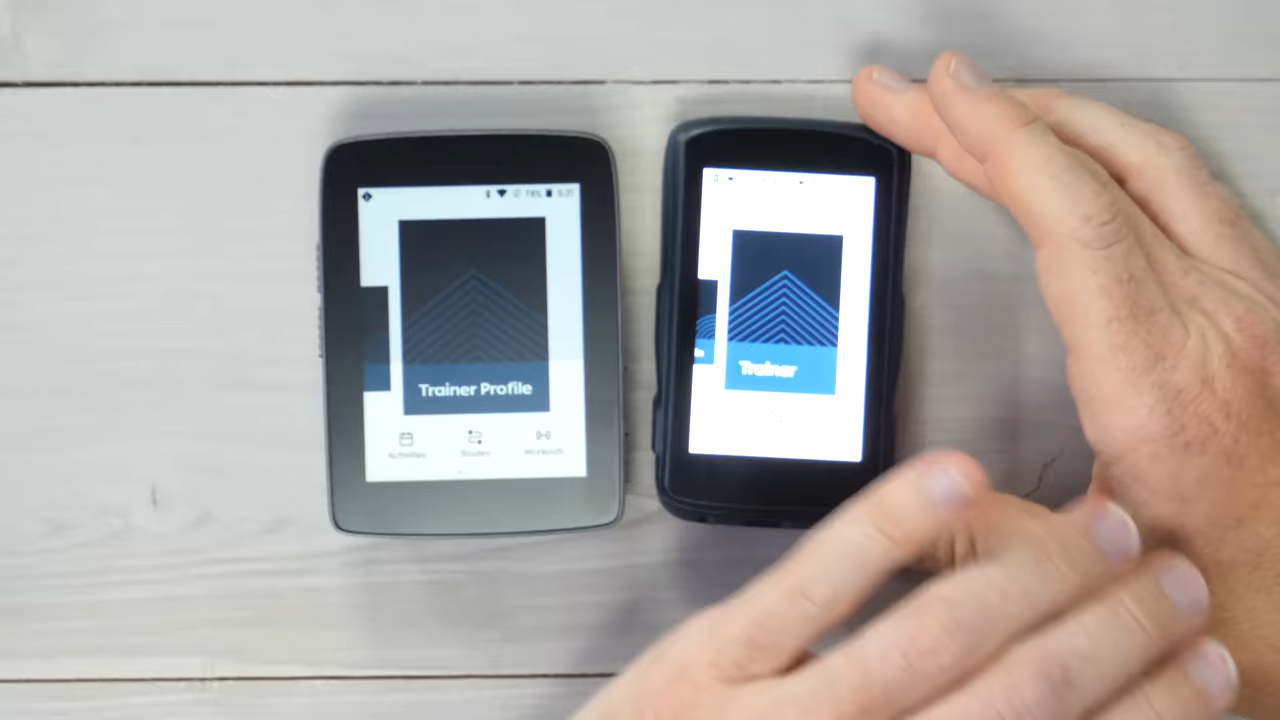 Trainer Profile
Activities
Routes
Workouts
Trainer